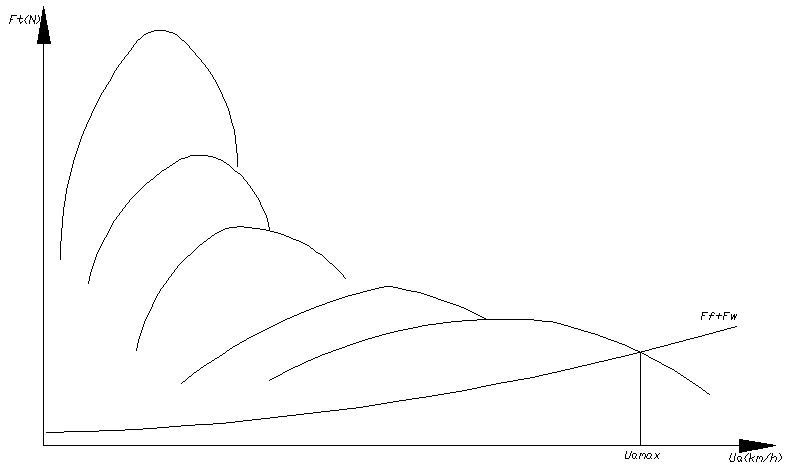 Ft(N)
Ff+Fw
Uamax
Ua(km/h)